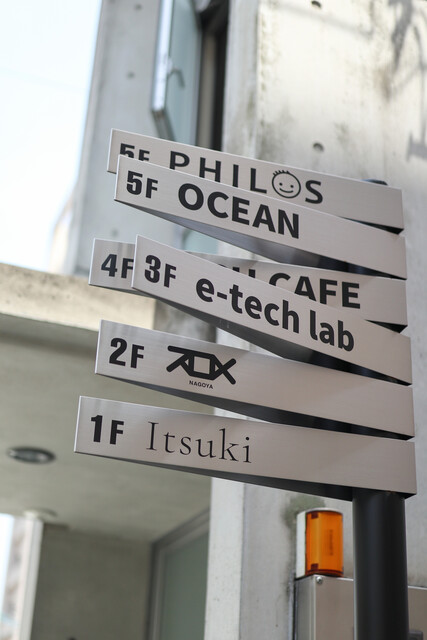 5F PHILOS
5F OCEAN
4F CAFE
3F e-tech lab
2F
NAGOYA
1F Itsuki